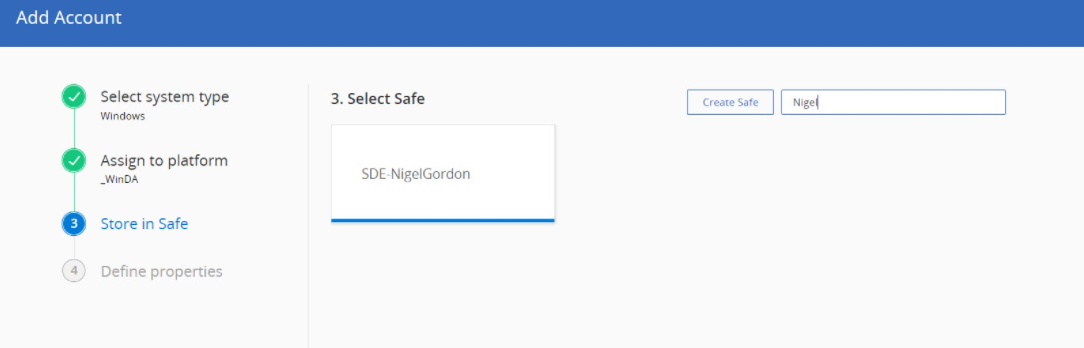 Add Account
Select system type
Windows
Assign to platform
_WinDA
3
Store in Safe
4
Define properties
3. Select Safe
Create Safe
Nigel
SDE-NigelGordon